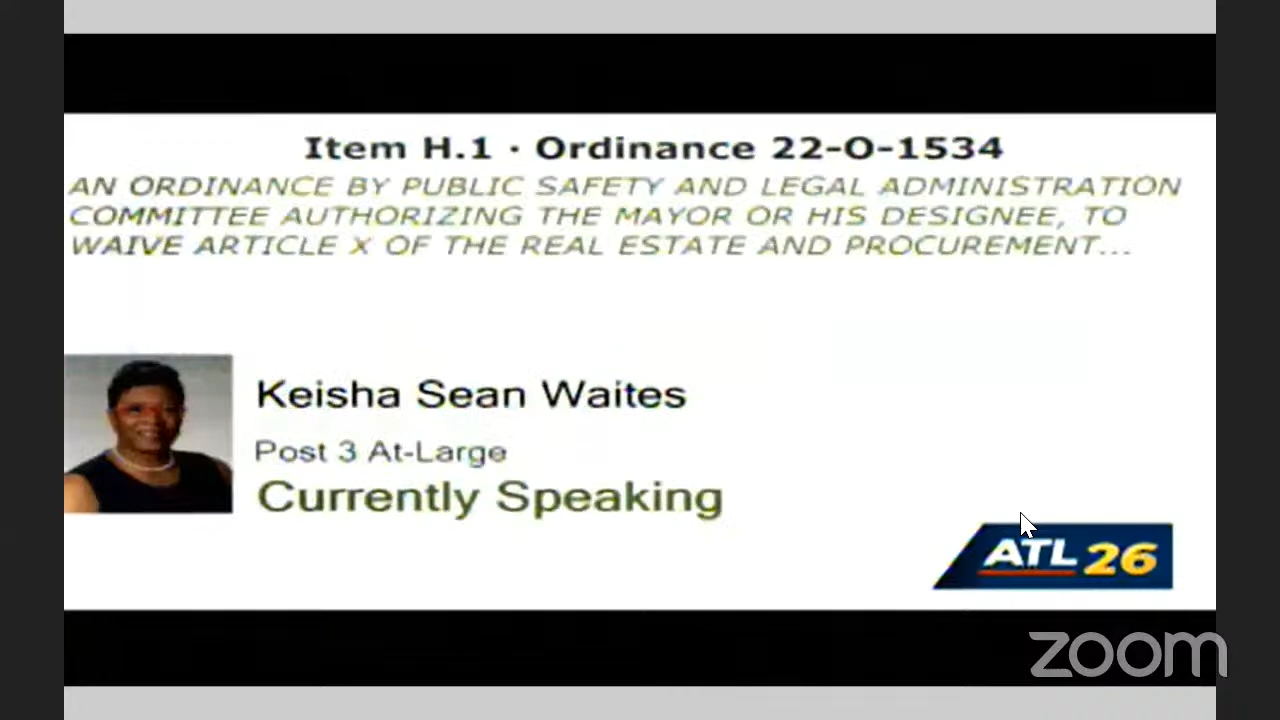 Item H.1 · Ordinance 22-O-1534
AN ORDINANCE BY PUBLIC SAFETY AND LEGAL ADMINISTRATION
COMMITTEE AUTHORIZING THE MAYOR OR HIS DESIGNEE, TO
WAIVE ARTICLE X OF THE REAL ESTATE AND PROCUREMENT...
Keisha Sean Waites
Post 3 At-Large
Currently Speaking
ATL 26
zoom